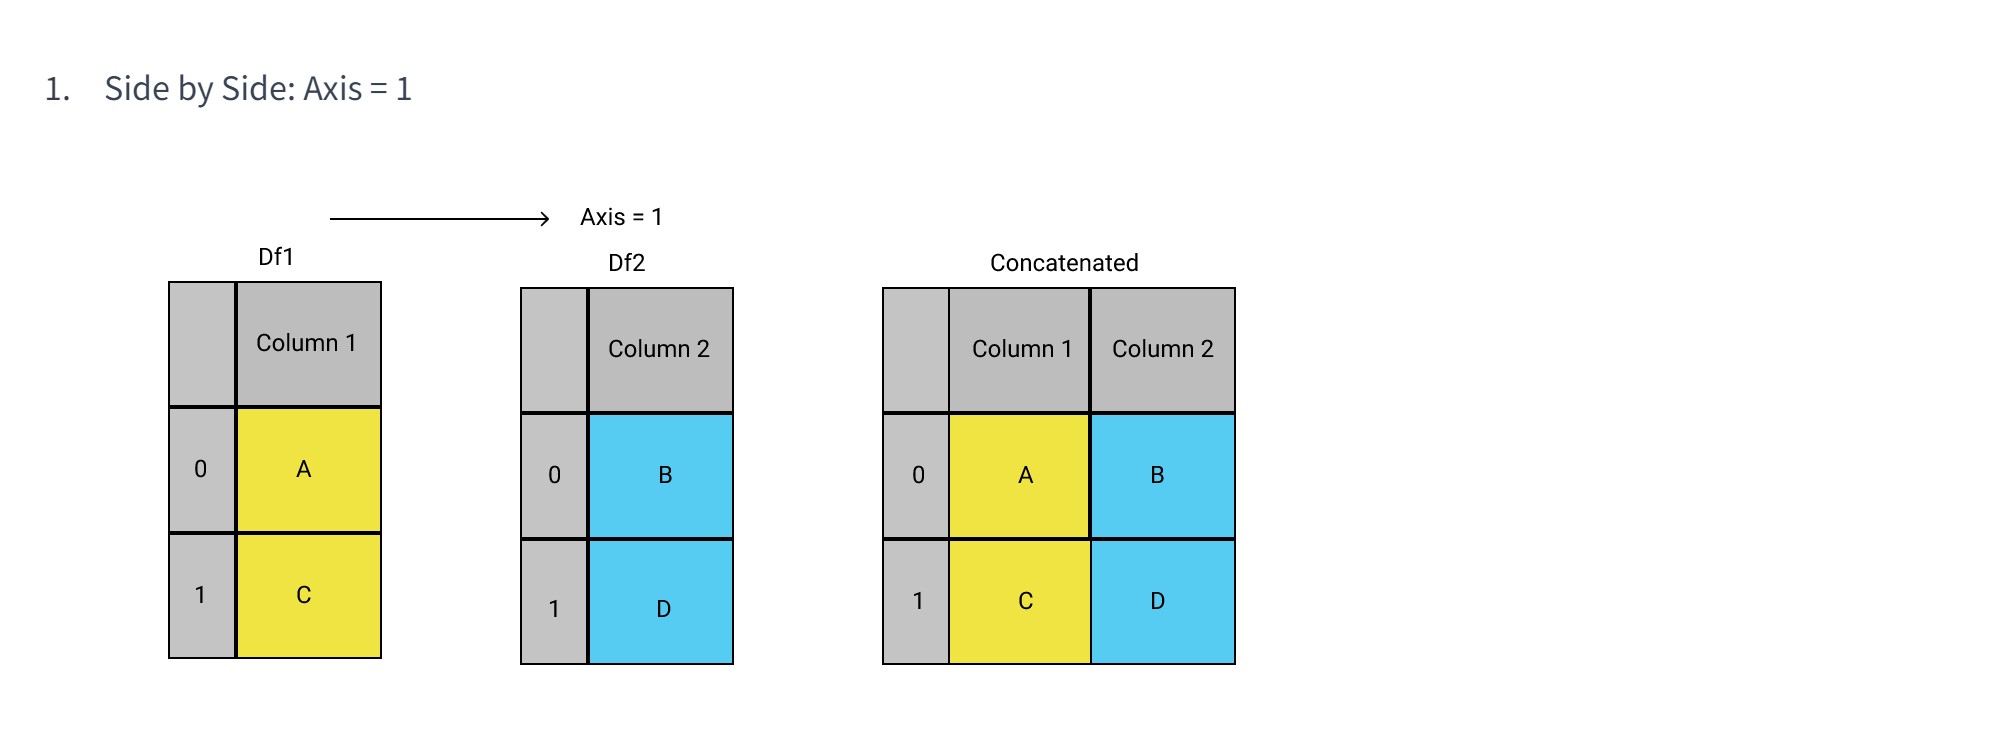 1. Side by Side: Axis = 1
Axis = 1
Df1
Column 1
0 A
1 C
Df2
Column 2
0 B
1 D
Concatenated
Column 1 Column 2
0 A B
1 C D